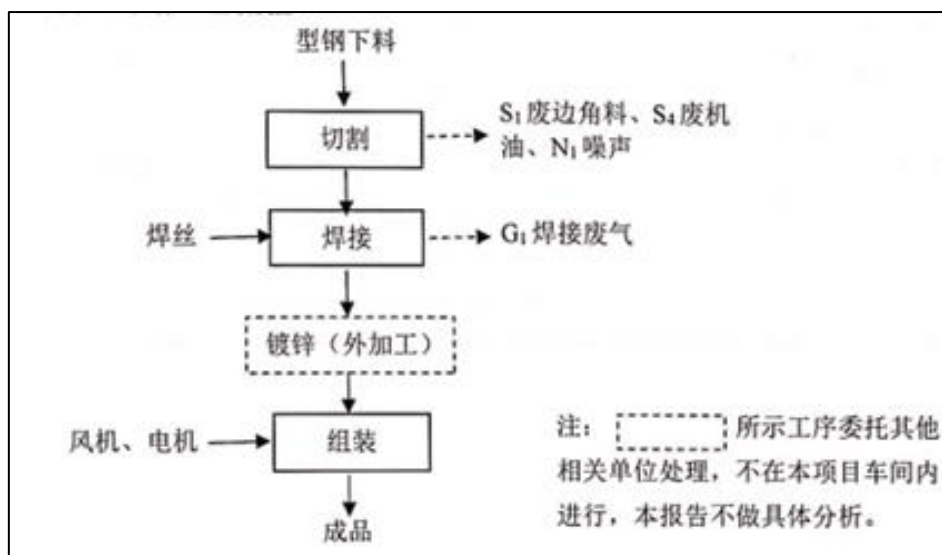 型钢下料
切割
S₁废边角料、S₄废机
油、N₁噪声
焊丝
焊接
G₁焊接废气
镀锌（外加工）
风机、电机
组装
成品
注：
所示工序委托其他
相关单位处理，不在本项目车间内
进行，本报告不做具体分析。